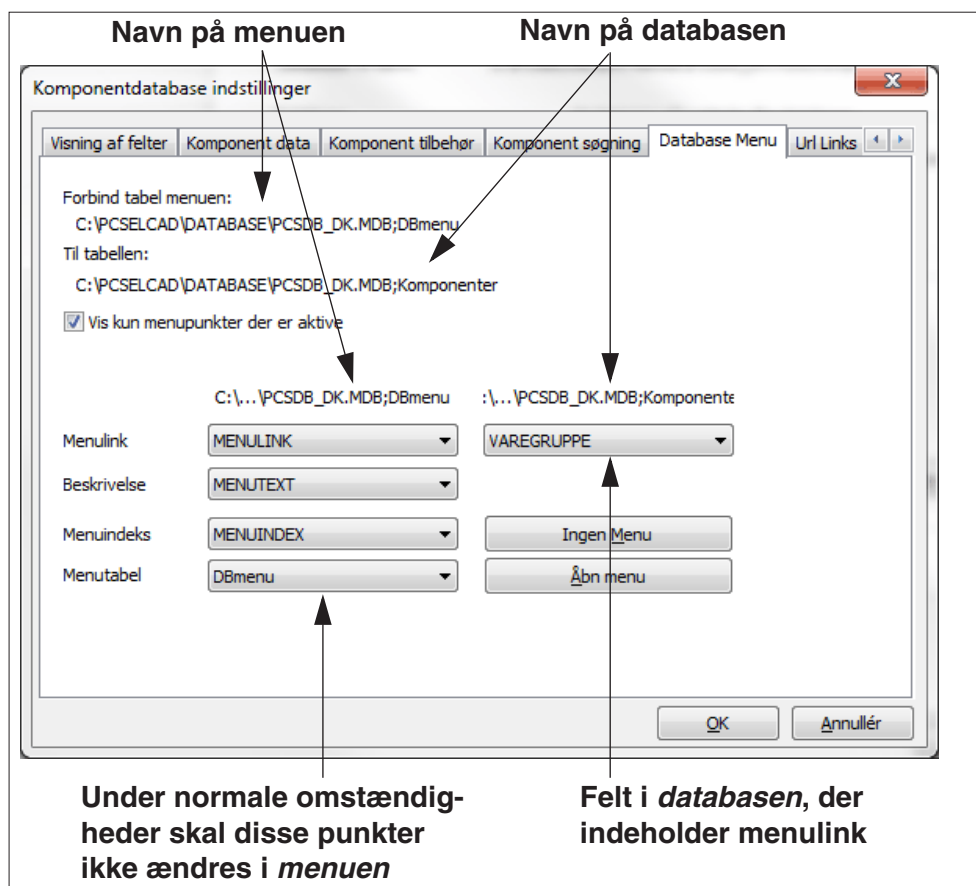 Navn på menuen
Navn på databasen
Komponentdatabase indstillinger
Visning af felter
Komponent data
Komponent tilbehør
Komponent søgning
Database Menu
Url Links
Forbind tabel menuen:
C:\PCSELCAD\DATABASE\PCSDB_DK.MDB;DBmenu
Til tabellen:
C:\PCSELCAD\DATABASE\PCSDB_DK.MDB;Komponenter
Vis kun menupunkter der er aktive
C:\...\PCSDB_DK.MDB;DBmenu
:\...\PCSDB_DK.MDB;Komponente
Menulink
MENULINK
VAREGRUPPE
Beskrivelse
MENUTEXT
Menuindeks
MENUINDEX
Ingen Menu
Menutabel
DBmenu
Åbn menu
OK
Annullér
Under normale omstændig-
heder skal disse punkter
ikke ændres i menuen
Felt i databasen, der
indeholder menulink